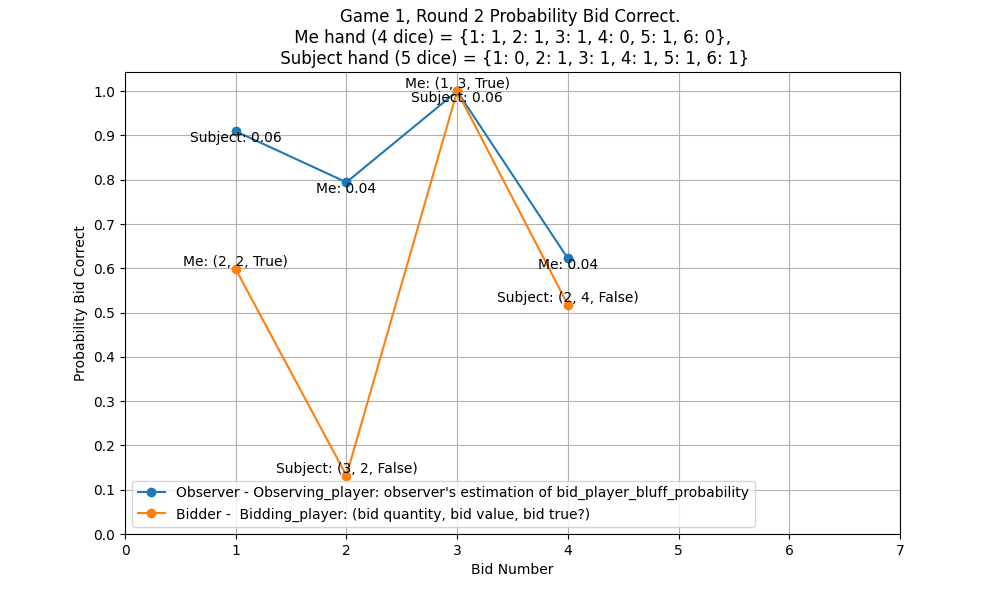 Game 1, Round 2 Probability Bid Correct.
Me hand (4 dice) = {1: 1, 2: 1, 3: 1, 4: 0, 5: 1, 6: 0},
Subject hand (5 dice) = {1: 0, 2: 1, 3: 1, 4: 1, 5: 1, 6: 1}
Me: (1, 3, True)
Subject: 0.06
Subject: 0.06
Me: 0.04
Me: (2, 2, True)
Me: 0.04
Subject: (2, 4, False)
Subject: (3, 2, False)
Observer - Observing_player: observer's estimation of bid_player_bluff_probability
Bidder -  Bidding_player: (bid quantity, bid value, bid true?)
Probability Bid Correct
1.0
0.9
0.8
0.7
0.6
0.5
0.4
0.3
0.2
0.1
0.0
0 1 2 3 4 5 6 7
Bid Number